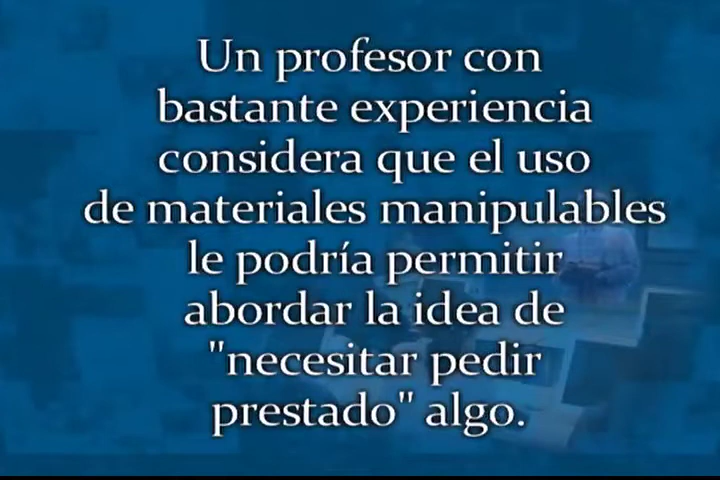 Un profesor con
bastante experiencia
considera que el uso
de materiales manipulables
le podría permitir
abordar la idea de
"necesitar pedir
prestado" algo.